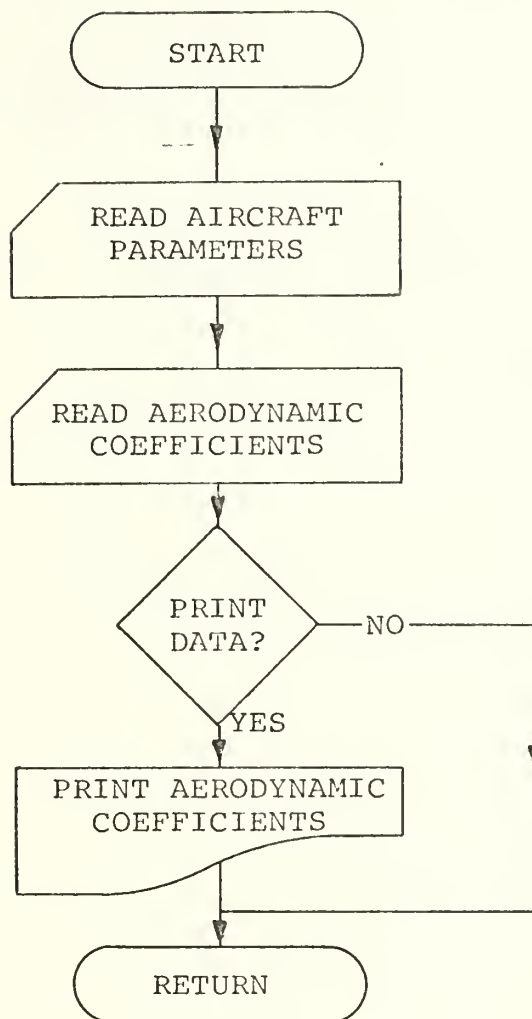 START
READ AIRCRAFT
PARAMETERS
READ AERODYNAMIC
COEFFICIENTS
PRINT
DATA?
NO
YES
PRINT AERODYNAMIC
COEFFICIENTS
RETURN